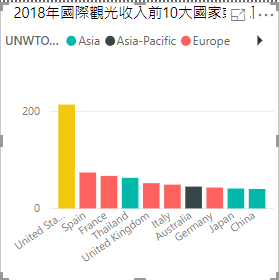 2018年國際觀光收入前10大國家
UNWTO... Asia Asia-Pacific Europe
200
0
United Sta...
Spain
France
Thailand
United Kingdom
Italy
Australia
Germany
Japan
China